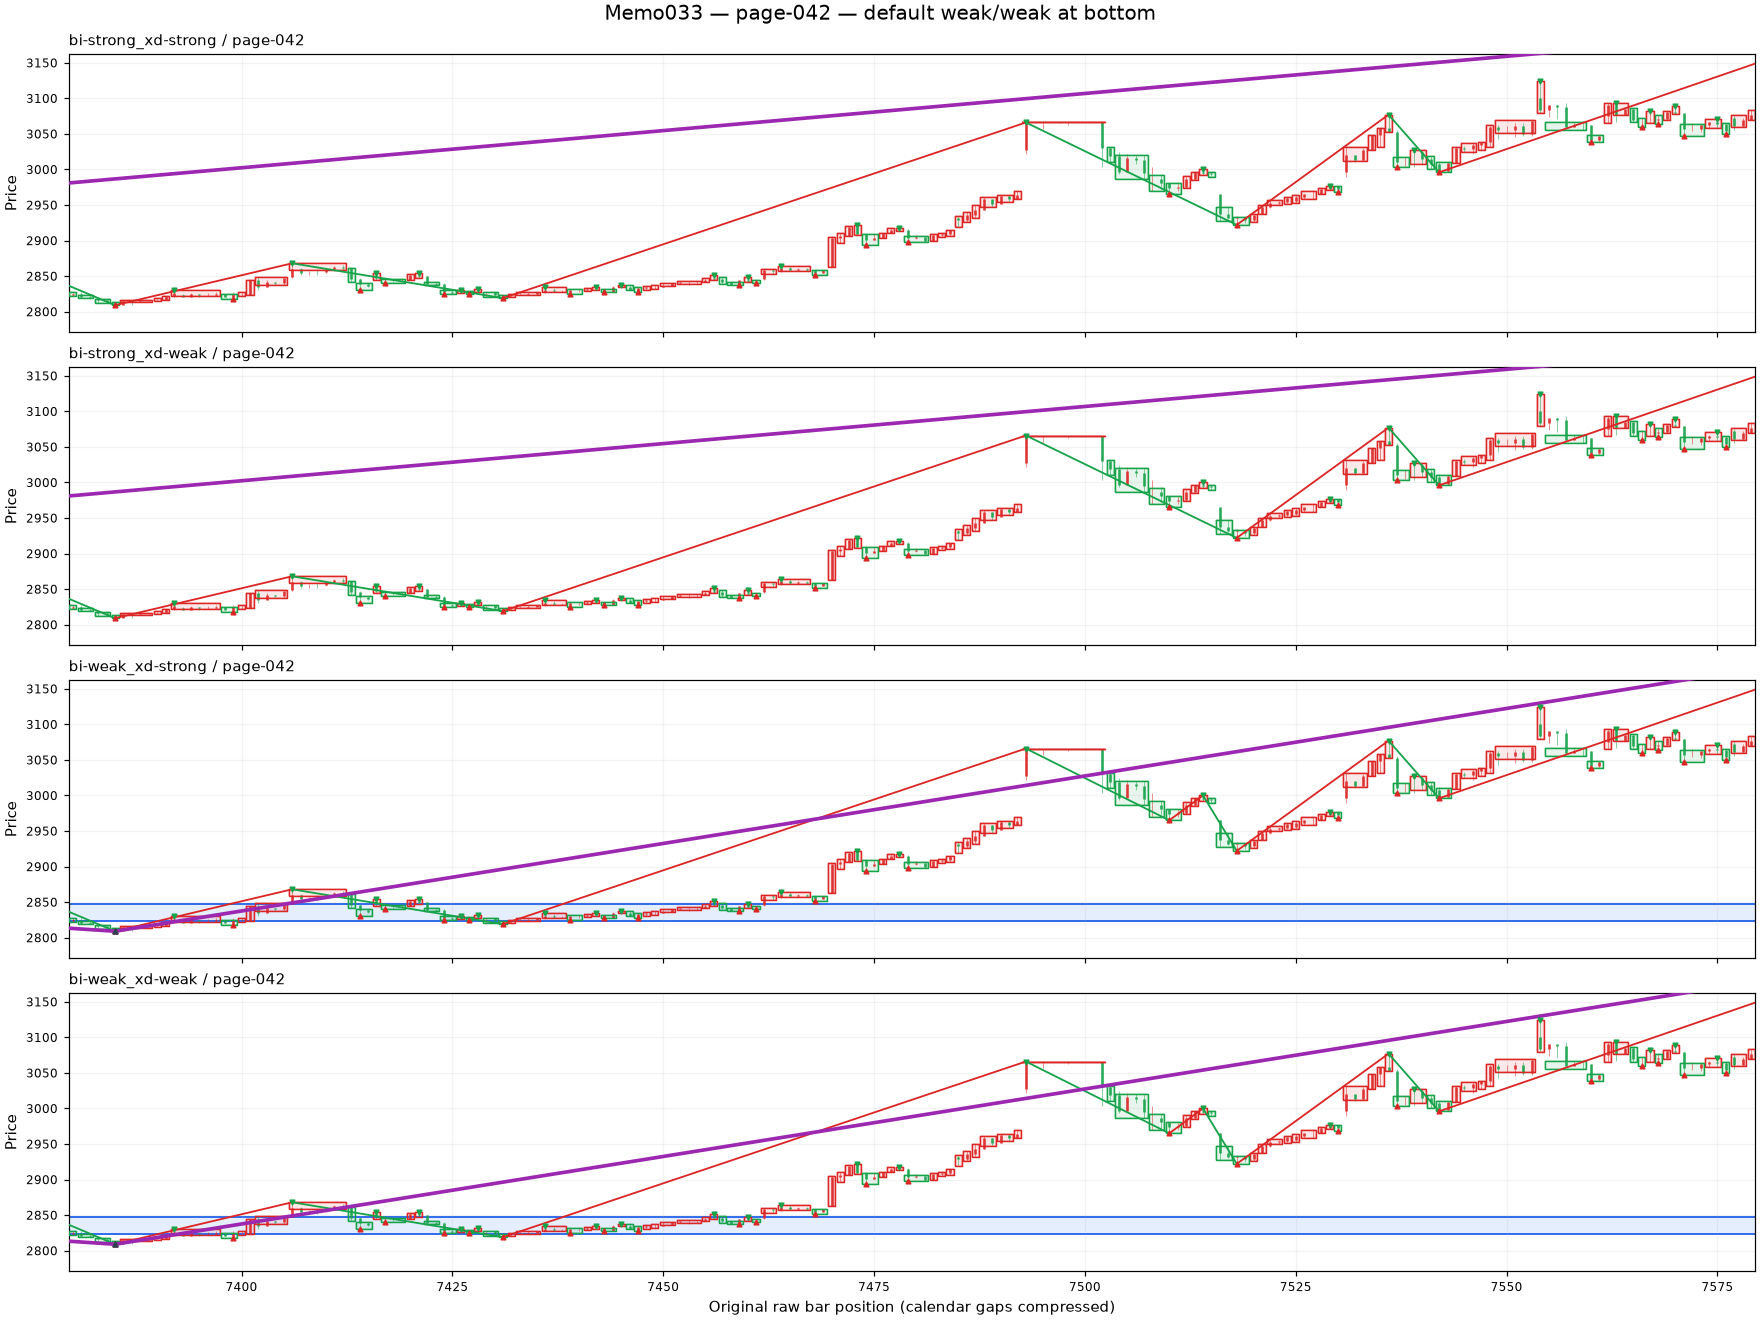 Memo033 — page-042 — default weak/weak at bottom
bi-strong_xd-strong / page-042
3150
3100
3050
3000
2950
2900
2850
2800
Price
bi-strong_xd-weak / page-042
3150
3100
3050
3000
2950
2900
2850
2800
Price
bi-weak_xd-strong / page-042
3150
3100
3050
3000
2950
2900
2850
2800
Price
bi-weak_xd-weak / page-042
3150
3100
3050
3000
2950
2900
2850
2800
Price
7400 7425 7450 7475 7500 7525 7550 7575
Original raw bar position (calendar gaps compressed)